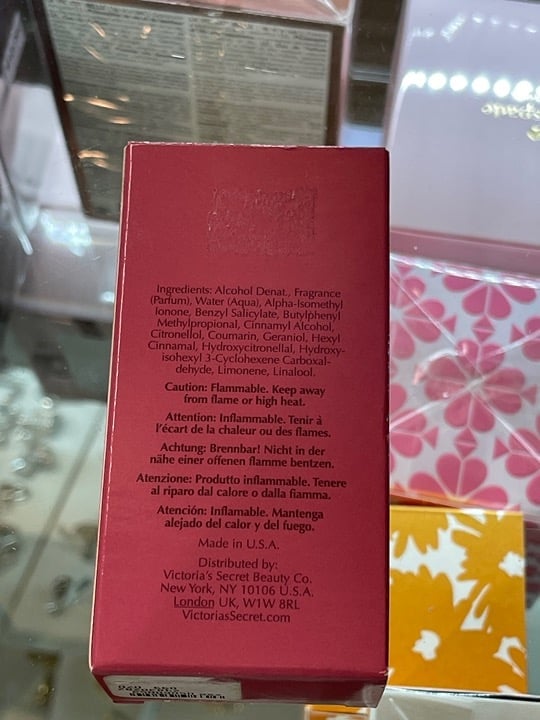 Ingredients: Alcohol Denat., Fragrance
(Parfum), Water (Aqua), Alpha-Isomethyl
Ionone, Benzyl Salicylate, Butylphenyl
Methylpropional, Cinnamyl Alcohol,
Citronellol, Coumarin, Geraniol, Hexyl
Cinnamal, Hydroxycitronellal, Hydroxy-
isohexyl 3-Cyclohexene Carboxal-
dehyde, Limonene, Linalool.
Caution: Flammable. Keep away
from flame or high heat.
Attention: Inflammable. Tenir à
l'écart de la chaleur ou des flames.
Achtung: Brennbar! Nicht in der
nähe einer offenen flamme bentzen.
Atenzione: Produtto inflammable. Tenere
al riparo dal calore o dalla fiamma.
Atención: Inflamable. Mantenga
alejado del calor y del fuego.
Made in U.S.A.
Distributed by:
Victoria's Secret Beauty Co.
New York, NY 10106 U.S.A.
London UK, W1W 8RL
VictoriasSecret.com